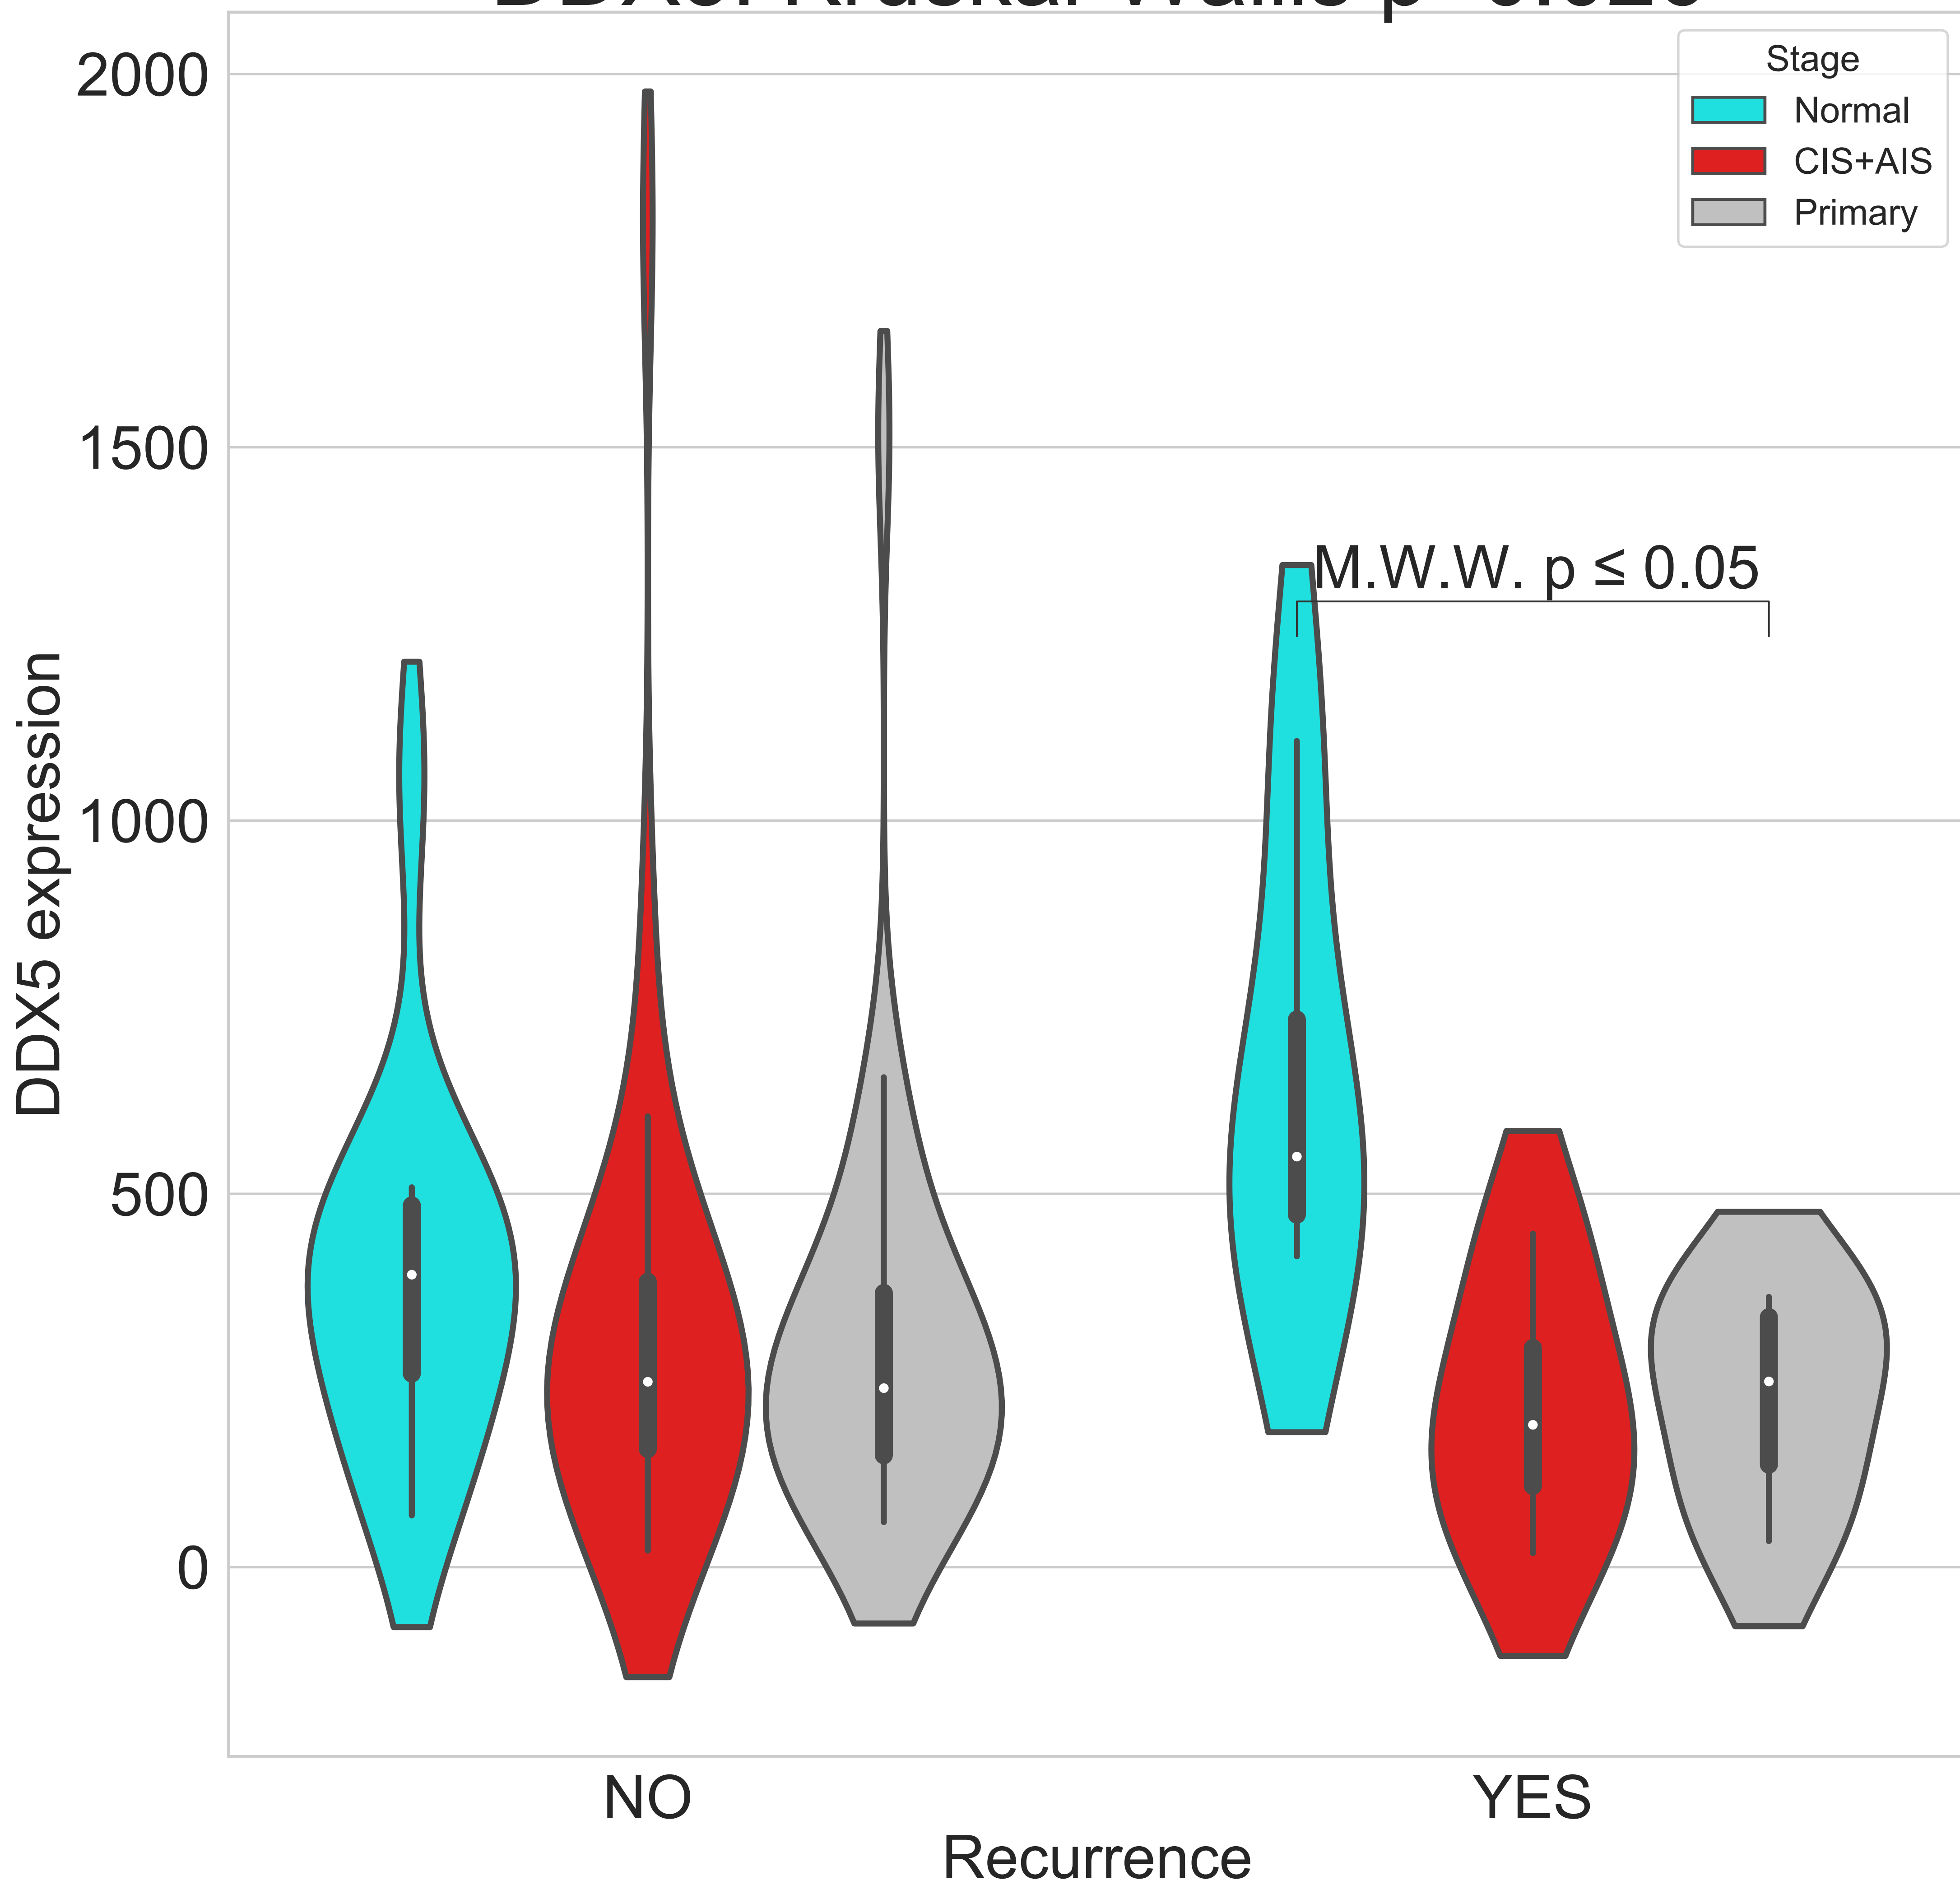 2000
1500
1000
500
0
DDX5 expression
Stage
Normal
CIS+AIS
Primary
M.W.W. p ≤ 0.05
NO
YES
Recurrence